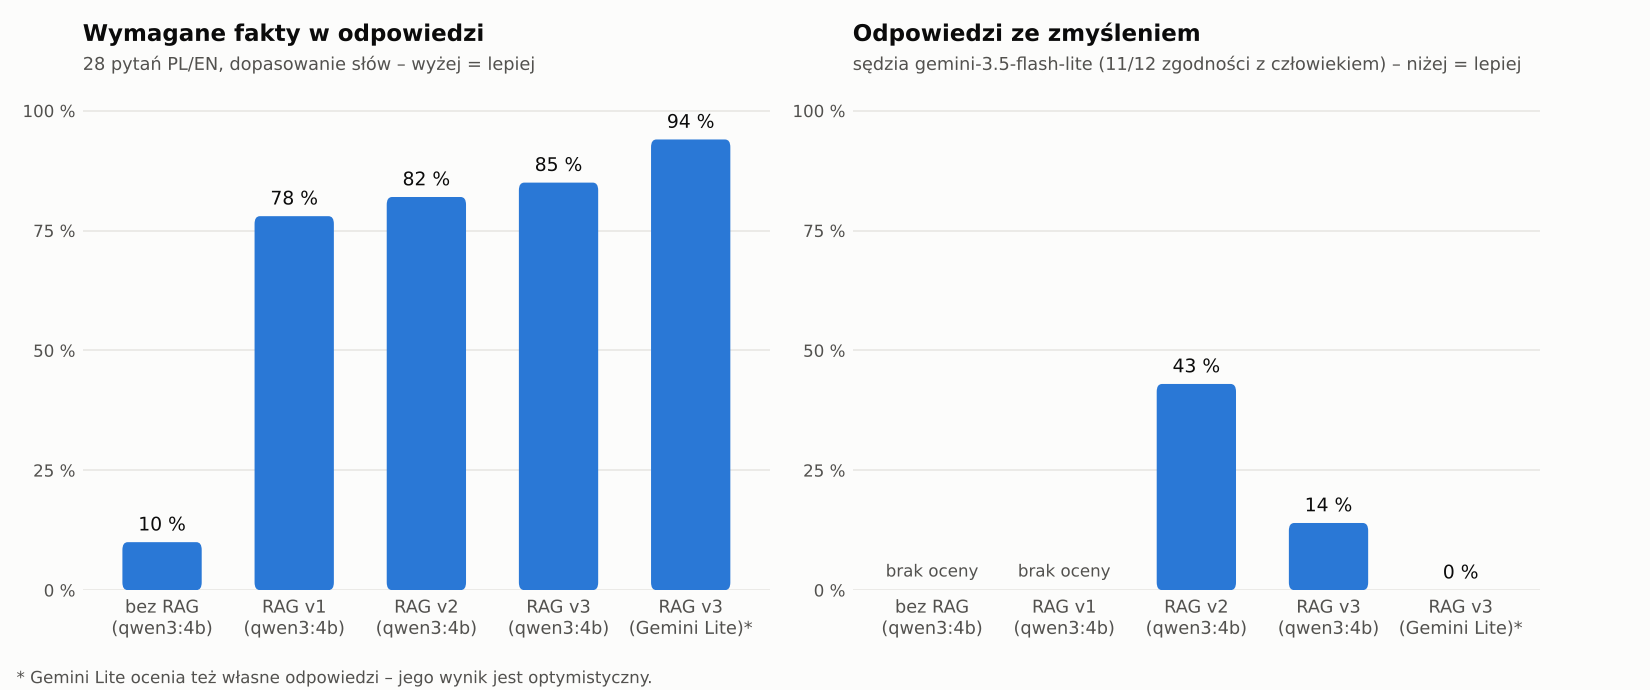 Wymagane fakty w odpowiedzi
28 pytań PL/EN, dopasowanie słów – wyżej = lepiej
100 %
75 %
50 %
25 %
0 %
10 %
78 %
82 %
85 %
94 %
bez RAG
(qwen3:4b)
RAG v1
(qwen3:4b)
RAG v2
(qwen3:4b)
RAG v3
(qwen3:4b)
RAG v3
(Gemini Lite)*
Odpowiedzi ze zmyśleniem
sędzia gemini-3.5-flash-lite (11/12 zgodności z człowiekiem) – niżej = lepiej
100 %
75 %
50 %
25 %
0 %
brak oceny
brak oceny
43 %
14 %
0 %
bez RAG
(qwen3:4b)
RAG v1
(qwen3:4b)
RAG v2
(qwen3:4b)
RAG v3
(qwen3:4b)
RAG v3
(Gemini Lite)*
* Gemini Lite ocenia też własne odpowiedzi – jego wynik jest optymistyczny.